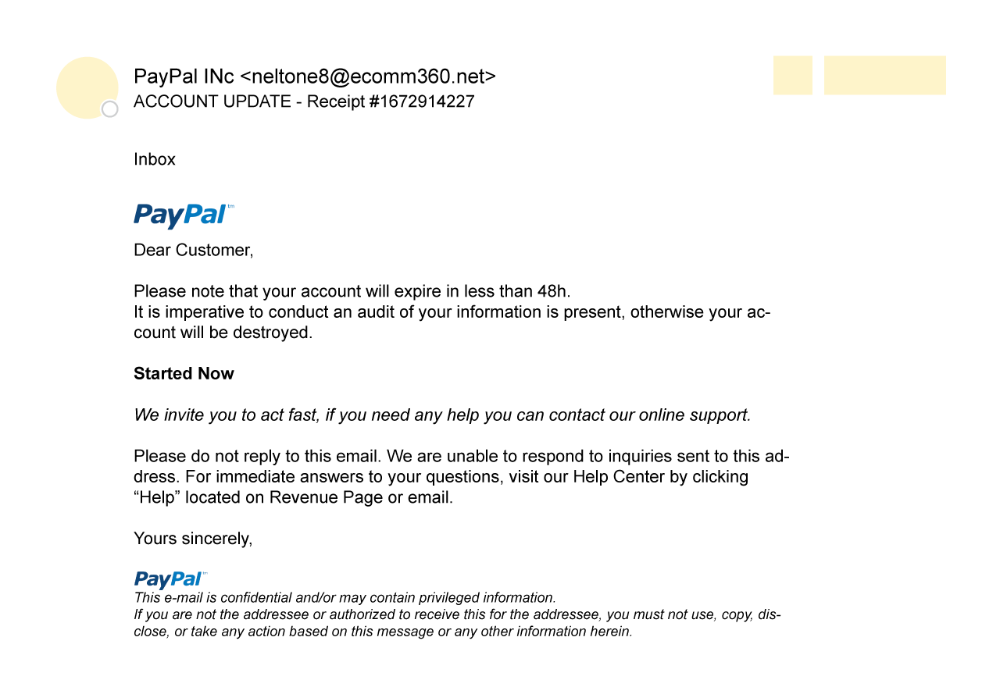 PayPal INc <neltone8@ecomm360.net>
ACCOUNT UPDATE - Receipt #1672914227
Inbox
PayPal™
Dear Customer,
Please note that your account will expire in less than 48h.
It is imperative to conduct an audit of your information is present, otherwise your ac-
count will be destroyed.
Started Now
We invite you to act fast, if you need any help you can contact our online support.
Please do not reply to this email. We are unable to respond to inquiries sent to this ad-
dress. For immediate answers to your questions, visit our Help Center by clicking
“Help” located on Revenue Page or email.
Yours sincerely,
PayPal™
This e-mail is confidential and/or may contain privileged information.
If you are not the addressee or authorized to receive this for the addressee, you must not use, copy, dis-
close, or take any action based on this message or any other information herein.